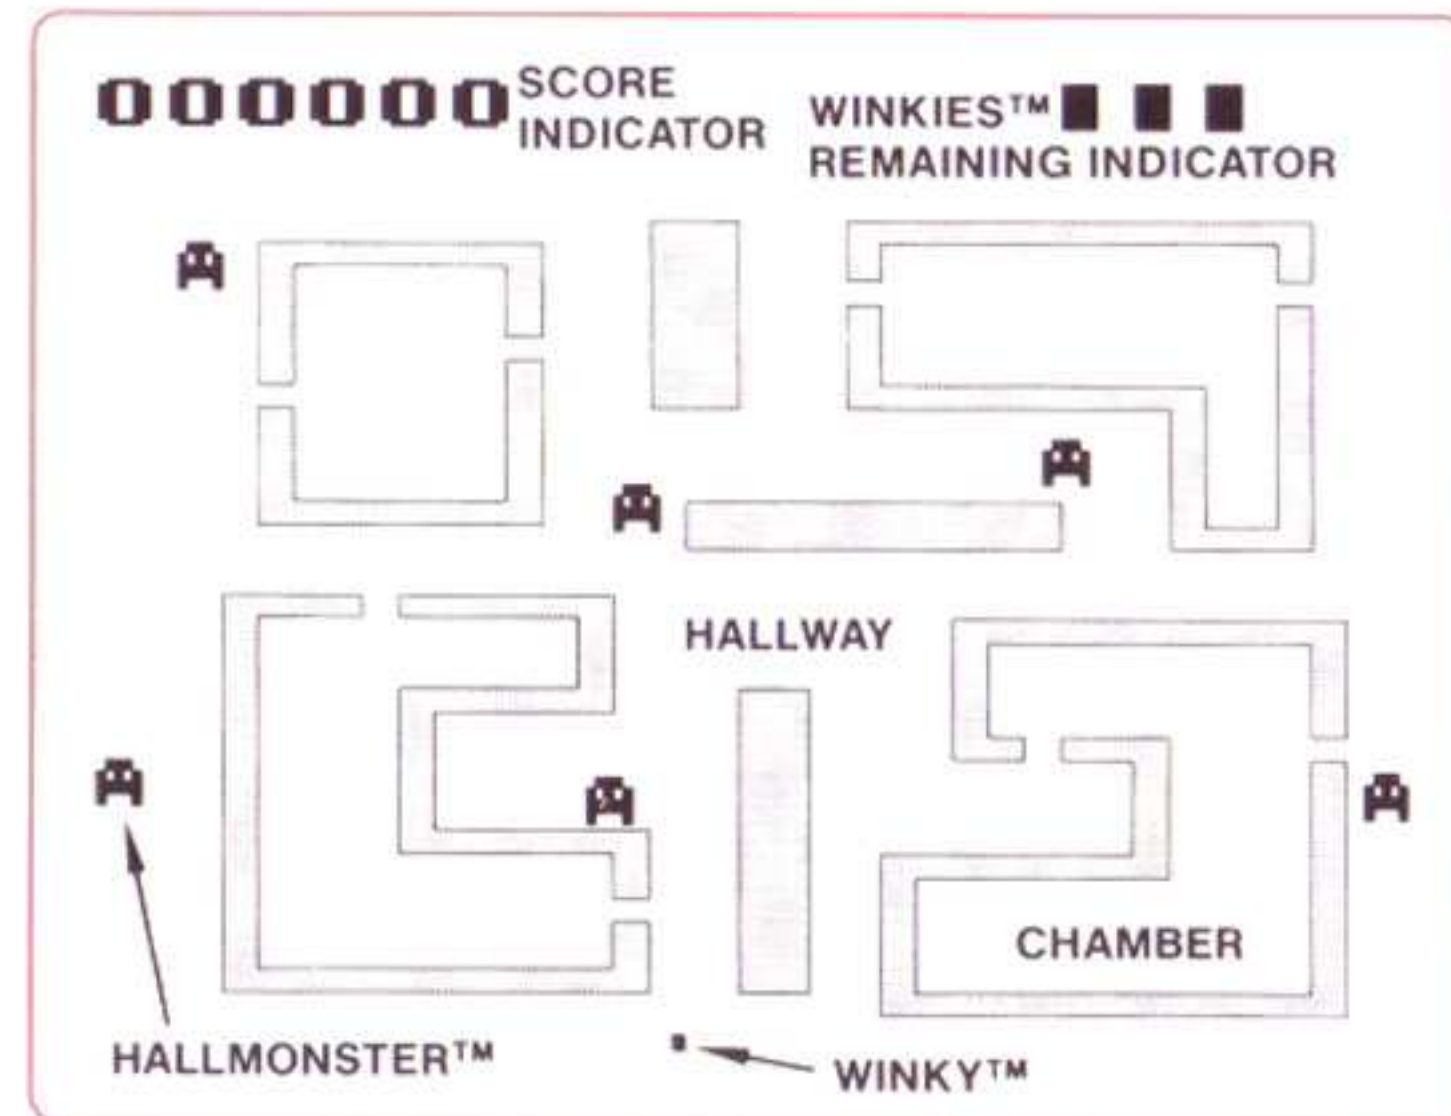 000000 SCORE
INDICATOR
WINKIES™
REMAINING INDICATOR
HALLWAY
CHAMBER
HALLMONSTER™
WINKY™